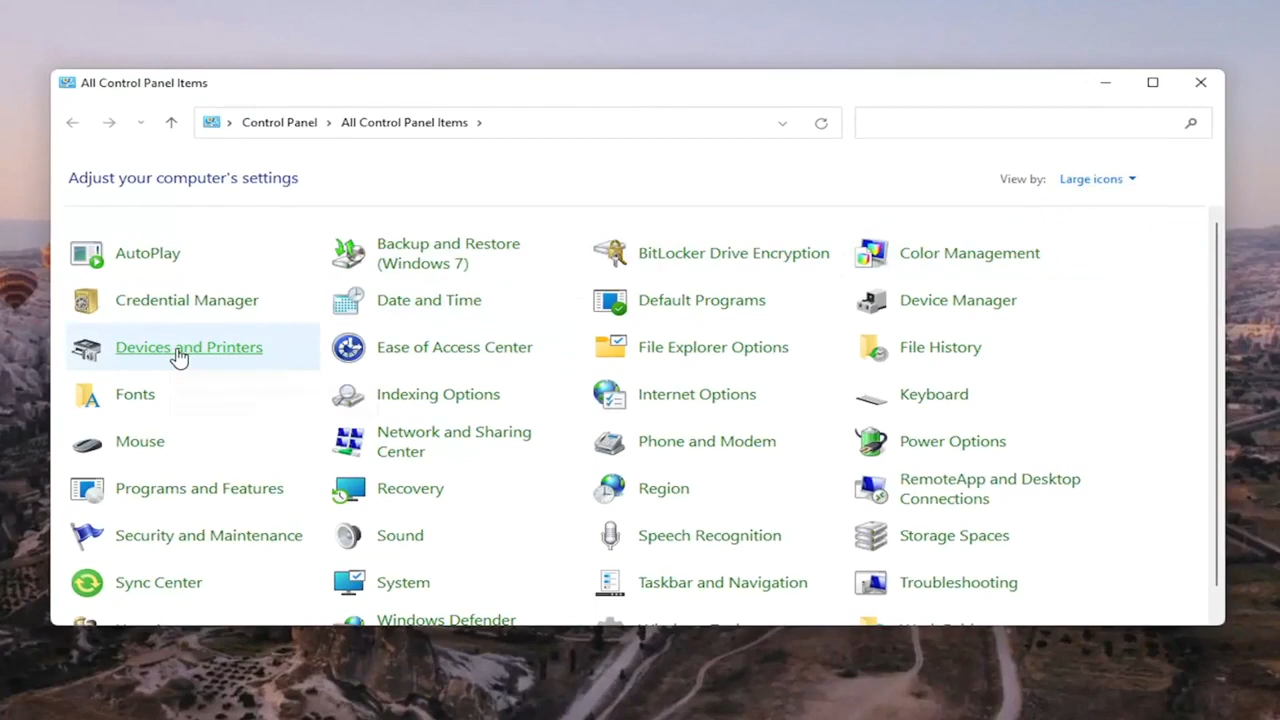 All Control Panel Items
Control Panel > All Control Panel Items >
Adjust your computer's settings
View by: Large icons
AutoPlay
Backup and Restore
(Windows 7)
BitLocker Drive Encryption
Color Management
Credential Manager
Date and Time
Default Programs
Device Manager
Devices and Printers
Ease of Access Center
File Explorer Options
File History
Fonts
Indexing Options
Internet Options
Keyboard
Mouse
Network and Sharing
Center
Phone and Modem
Power Options
Programs and Features
Recovery
Region
RemoteApp and Desktop
Connections
Security and Maintenance
Sound
Speech Recognition
Storage Spaces
Sync Center
System
Taskbar and Navigation
Troubleshooting
Windows Defender